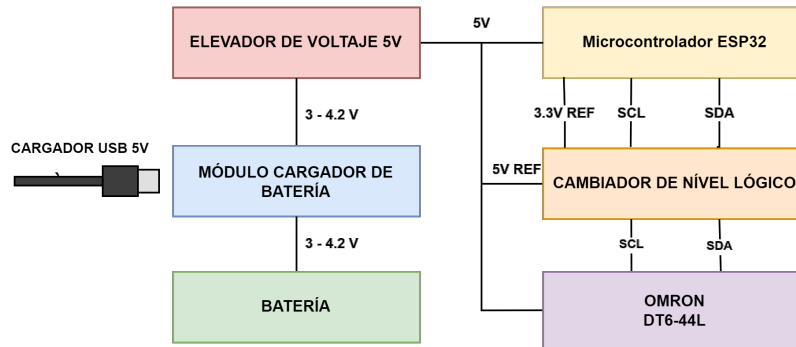 ELEVADOR DE VOLTAJE 5V
5V
Microcontrolador ESP32
3 - 4.2 V
3.3V REF
SCL
SDA
CARGADOR USB 5V
MÓDULO CARGADOR DE
BATERÍA
5V REF
CAMBIADOR DE NÍVEL LÓGICO
3 - 4.2 V
SCL
SDA
BATERÍA
OMRON
DT6-44L